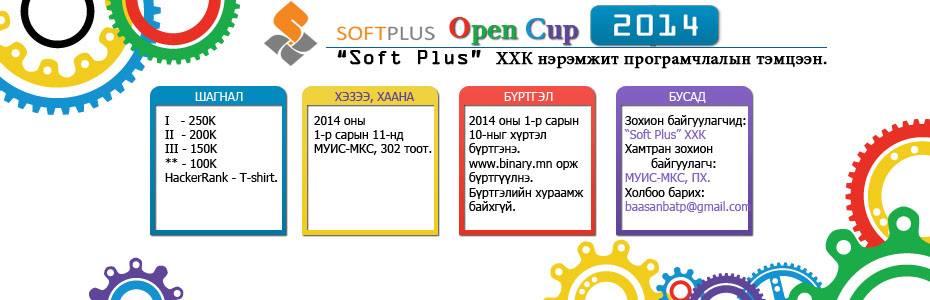 SOFTPLUS Open Cup 2014
“Soft Plus” ХХК нэрэмжит програмчлалын тэмцээн.
ШАГНАЛ
I - 250K
II - 200K
III - 150K
** - 100K
HackerRank - T-shirt.
ХЭЗЭЭ, ХААНА
2014 оны
1-р сарын 11-нд
МУИС-МКС, 302 тоот.
БҮРТГЭЛ
2014 оны 1-р сарын
10-ныг хүртэл
бүртгэнэ.
www.binary.mn орж
бүртгүүлнэ.
Бүртгэлийн хураамж
байхгүй.
БУСАД
Зохион байгуулагчид:
“Soft Plus” ХХК
Хамтран зохион
байгуулагч:
МУИС-МКС, ПХ.
Холбоо барих:
baasanbatp@gmail.com